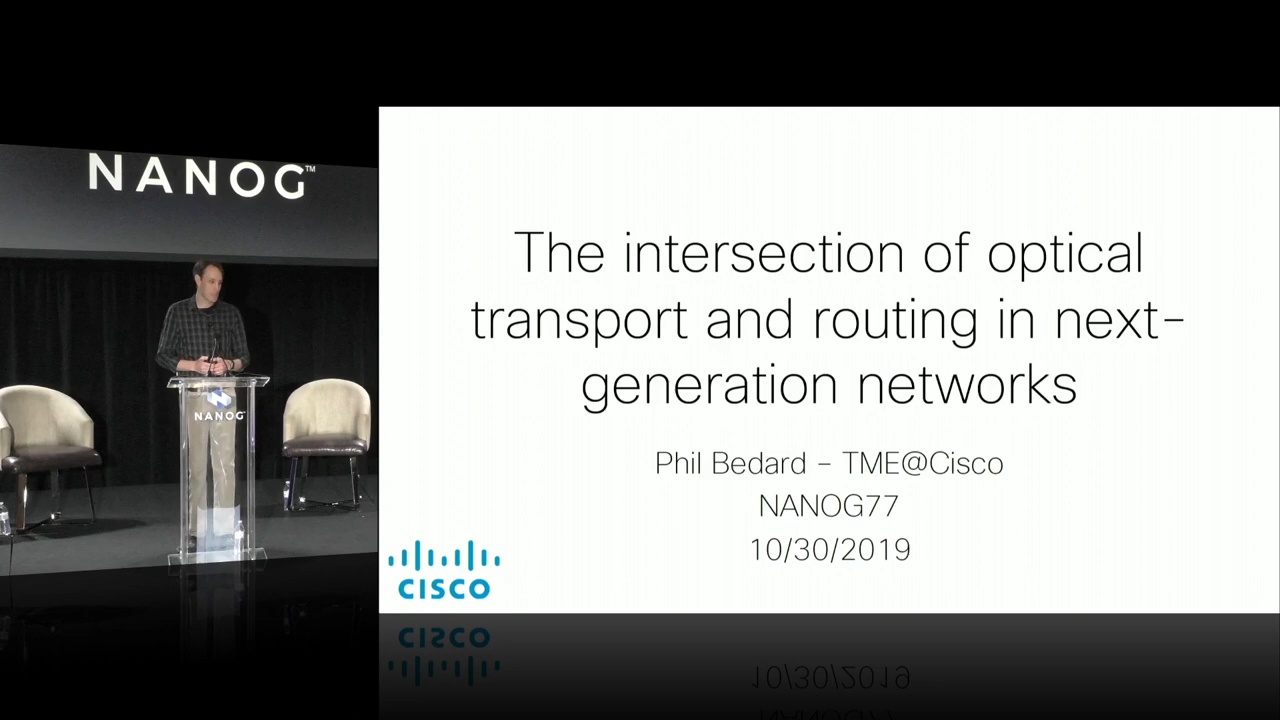 NANOG™
NANOG
The intersection of optical
transport and routing in next-
generation networks
Phil Bedard – TME@Cisco
NANOG77
10/30/2019
CISCO